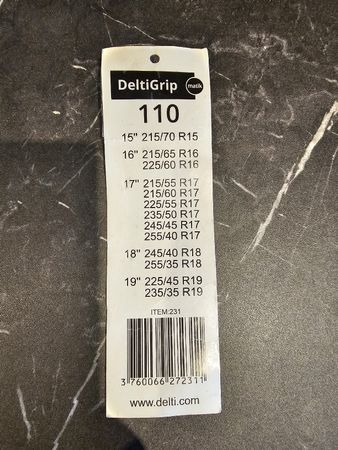 DeltiGrip matik
110
15" 215/70 R15
16" 215/65 R16
225/60 R16
17" 215/55 R17
215/60 R17
225/55 R17
235/50 R17
245/45 R17
255/40 R17
18" 245/40 R18
255/35 R18
19" 225/45 R19
235/35 R19
ITEM:231
3 760066 272311
www.delti.com